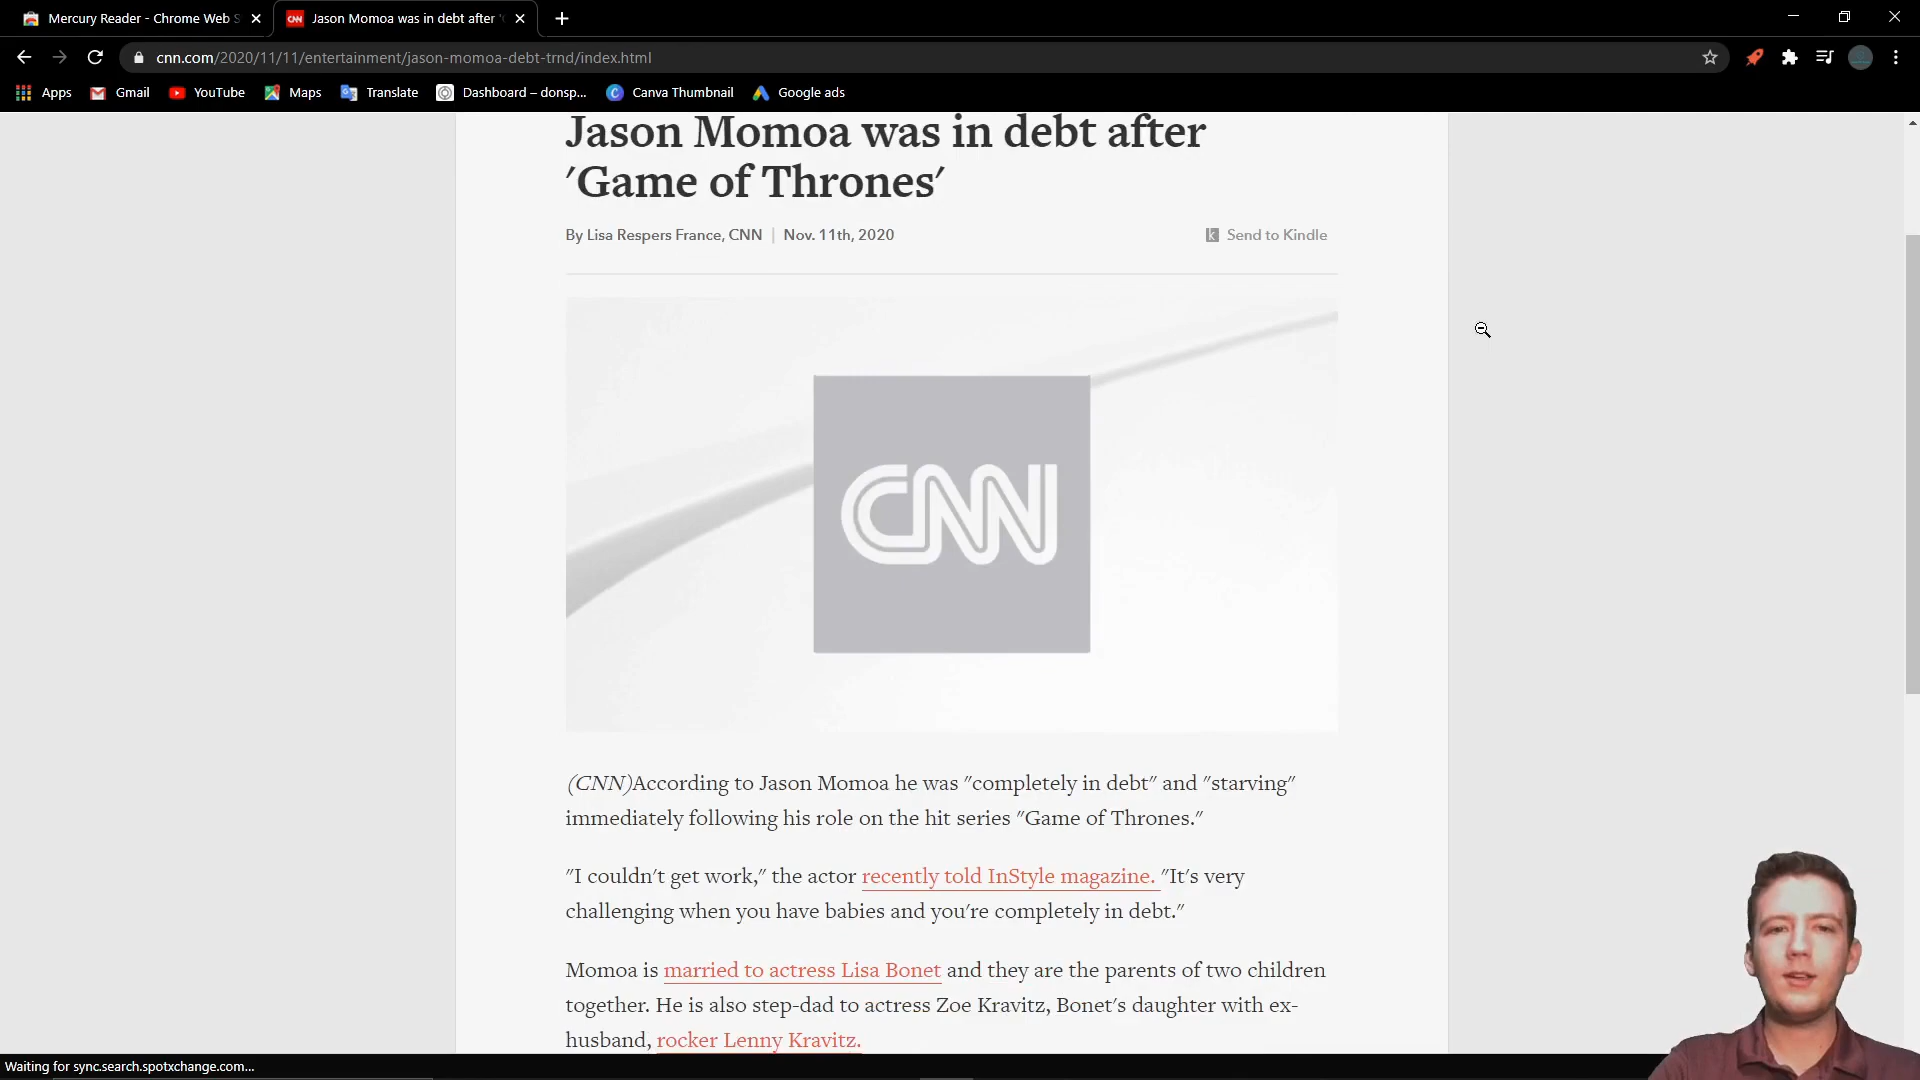 Mercury Reader - Chrome Web S
Jason Momoa was in debt after '
cnn.com/2020/11/11/entertainment/jason-momoa-debt-trnd/index.html
Apps Gmail YouTube Maps Translate Dashboard – donsp... Canva Thumbnail Google ads
Jason Momoa was in debt after
'Game of Thrones'
By Lisa Respers France, CNN | Nov. 11th, 2020
Send to Kindle
CNN
(CNN)According to Jason Momoa he was "completely in debt" and "starving"
immediately following his role on the hit series "Game of Thrones."
"I couldn't get work," the actor recently told InStyle magazine. "It's very
challenging when you have babies and you're completely in debt."
Momoa is married to actress Lisa Bonet and they are the parents of two children
together. He is also step-dad to actress Zoe Kravitz, Bonet's daughter with ex-
husband, rocker Lenny Kravitz.
Waiting for sync.search.spotxchange.com...